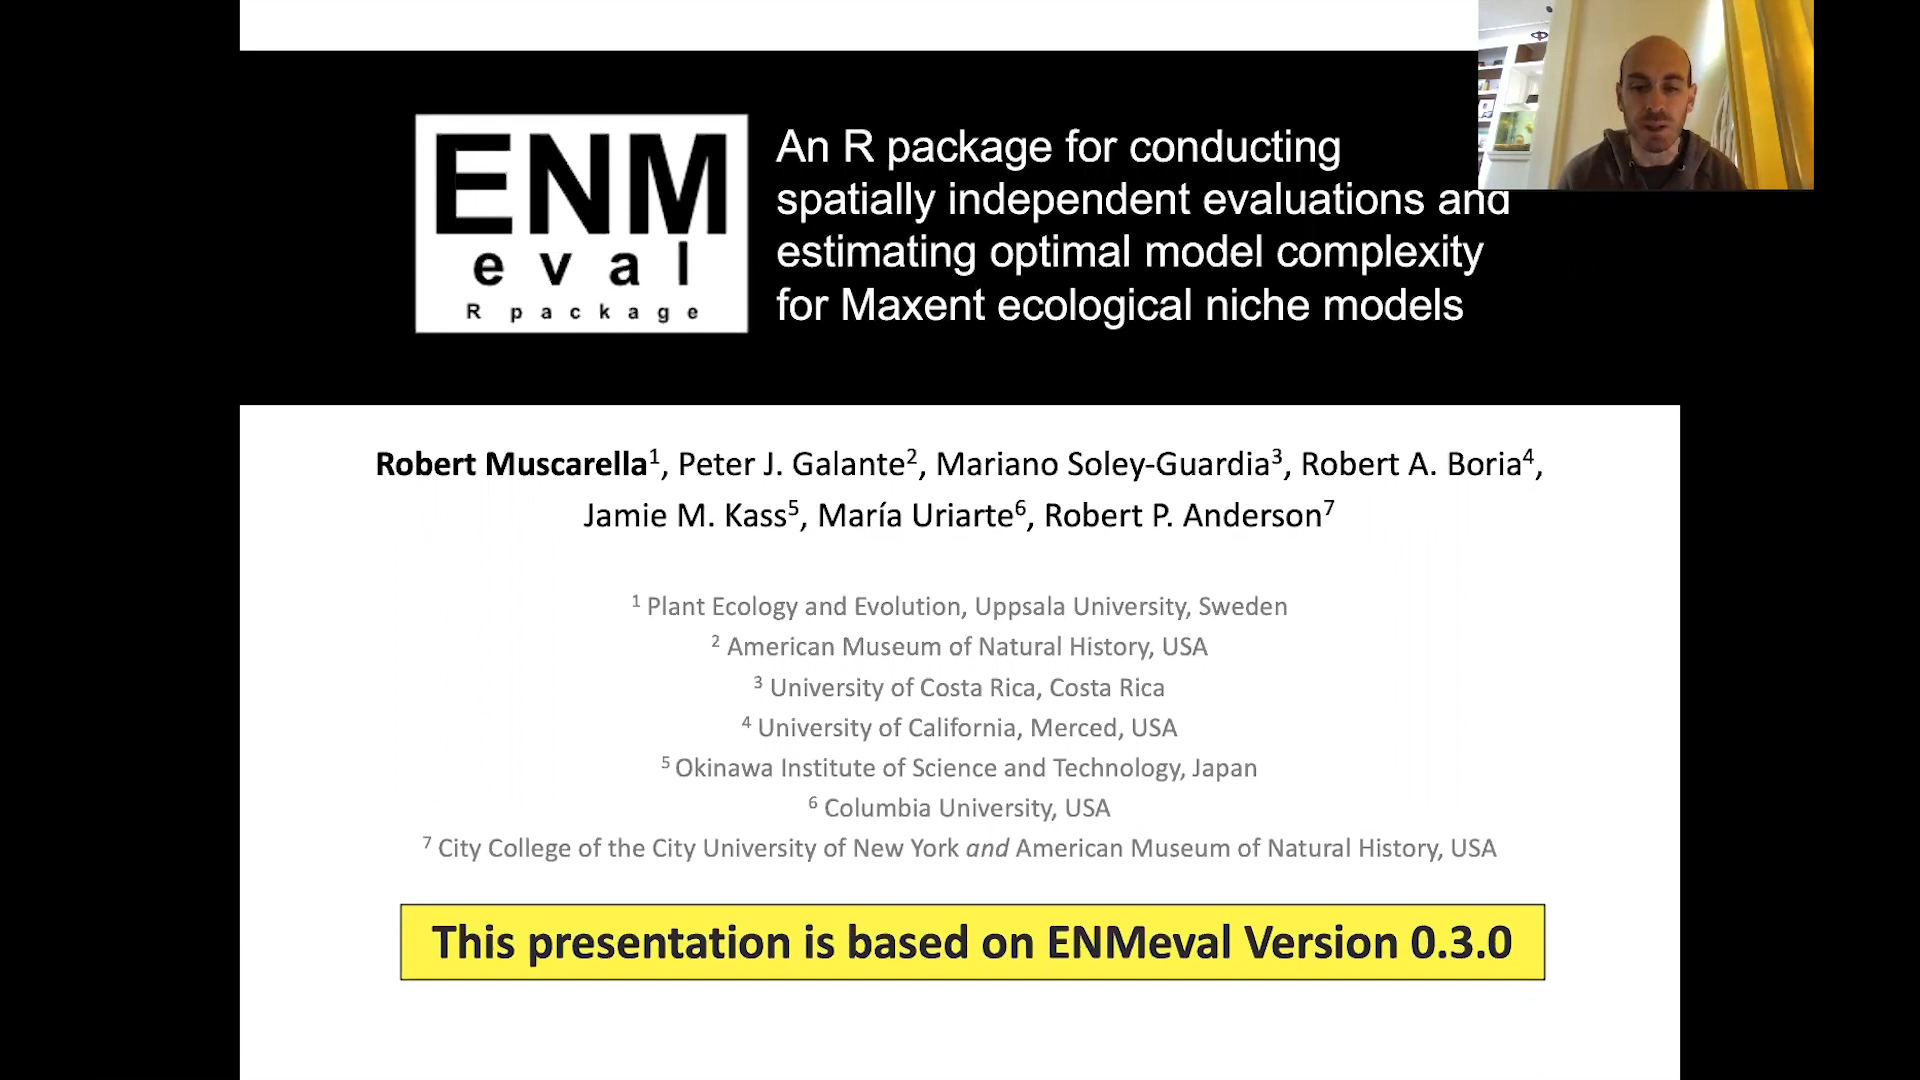 ENM
eval
R package
An R package for conducting
spatially independent evaluations and
estimating optimal model complexity
for Maxent ecological niche models
Robert Muscarella¹, Peter J. Galante², Mariano Soley-Guardia³, Robert A. Boria⁴,
Jamie M. Kass⁵, María Uriarte⁶, Robert P. Anderson⁷
¹ Plant Ecology and Evolution, Uppsala University, Sweden
² American Museum of Natural History, USA
³ University of Costa Rica, Costa Rica
⁴ University of California, Merced, USA
⁵ Okinawa Institute of Science and Technology, Japan
⁶ Columbia University, USA
⁷ City College of the City University of New York and American Museum of Natural History, USA
This presentation is based on ENMeval Version 0.3.0